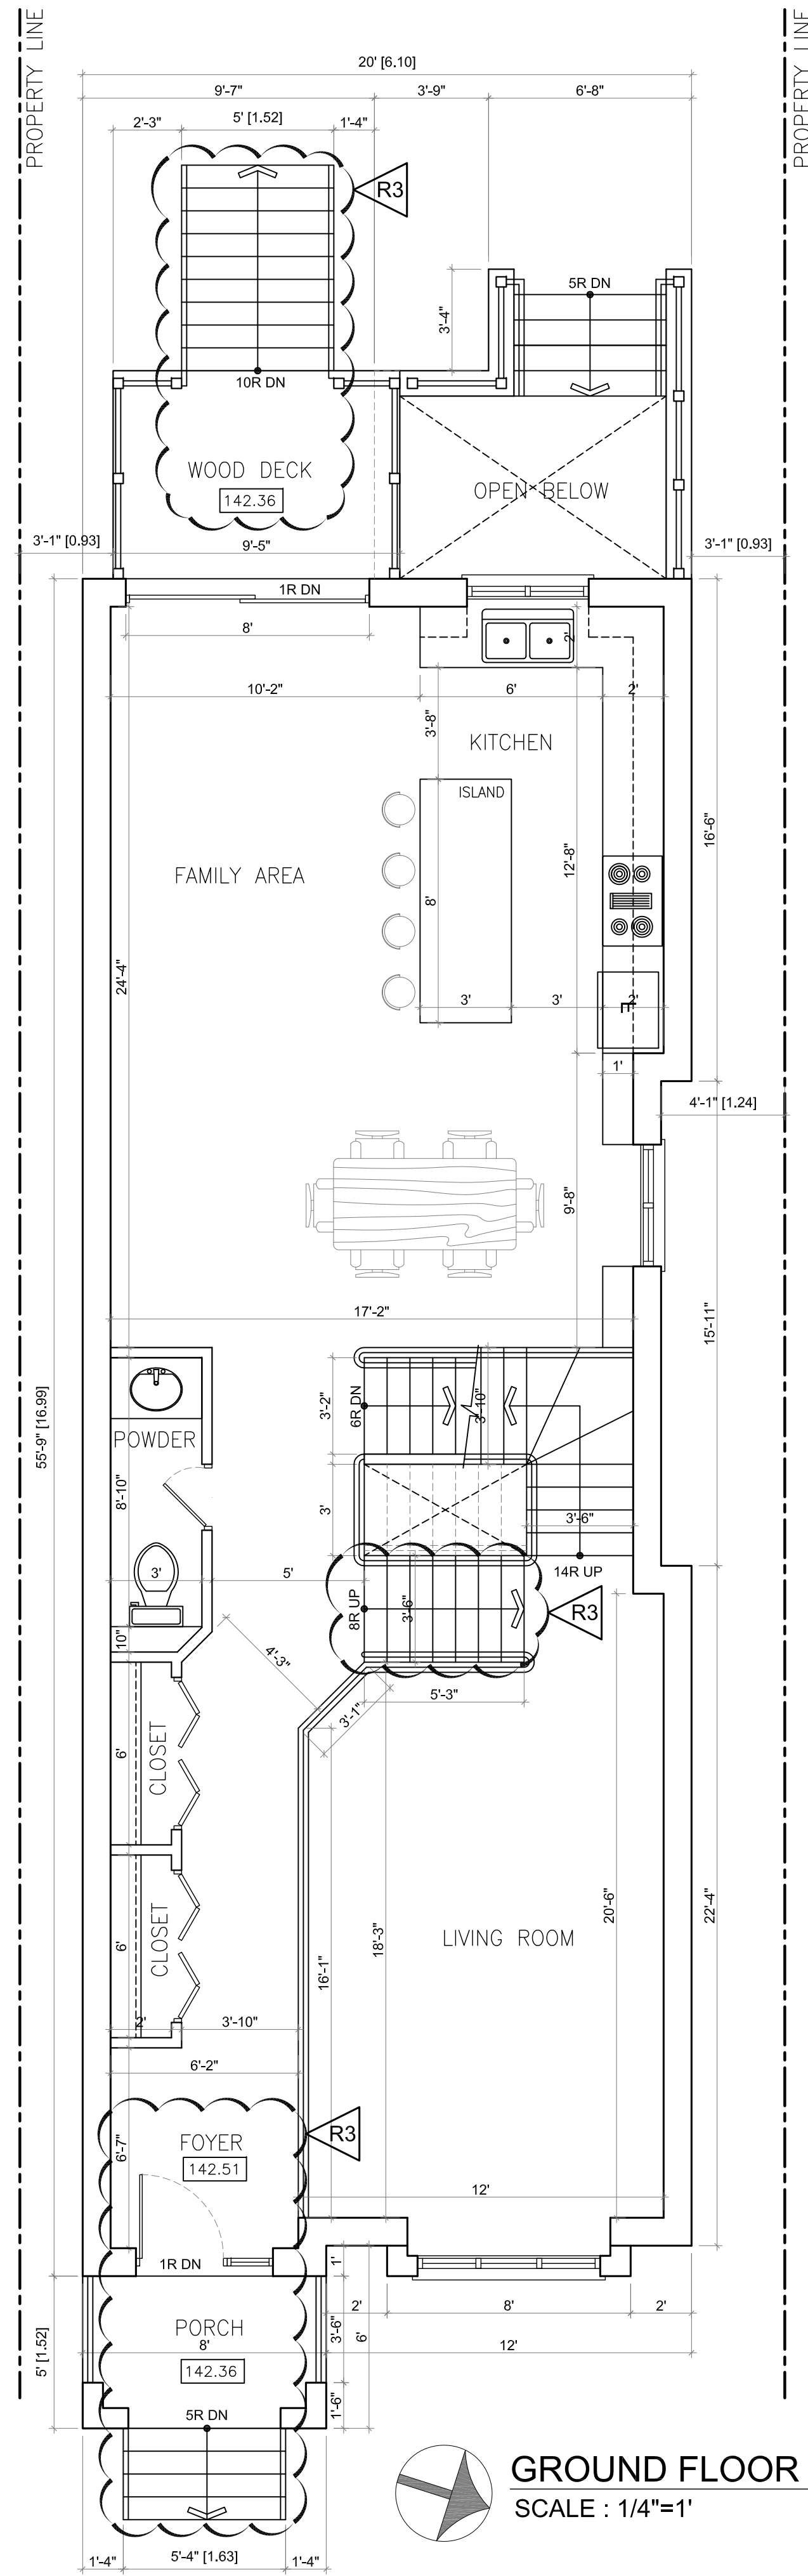 PROPERTY LINE
PROPERTY LINE
20' [6.10]
9'-7"
3'-9"
6'-8"
2'-3"
5' [1.52]
1'-4"
R3
5R DN
3'-4"
10R DN
WOOD DECK
142.36
OPEN BELOW
3'-1" [0.93]
9'-5"
3'-1" [0.93]
1R DN
8'
2'
10'-2"
6'
2'
3'-8"
KITCHEN
ISLAND
16'-6"
12'-8"
FAMILY AREA
8'
24'-4"
3'
3'
2'
F
1'
4'-1" [1.24]
9'-8"
17'-2"
15'-11"
3'-2"
6R DN
3'-10"
55'-9" [16.99]
POWDER
8'-10"
3'
3'-6"
3'
5'
14R UP
8R UP
3'-6"
R3
10"
4'-3"
5'-3"
3'-1"
6'
CLOSET
20'-6"
22'-4"
18'-3"
LIVING ROOM
6'
CLOSET
16'-1"
2'
3'-10"
6'-2"
R3
FOYER
142.51
6'-7"
12'
1R DN
1'
2'
8'
2'
PORCH
8'
3'-6"
6'
12'
5' [1.52]
142.36
1'-6"
5R DN
GROUND FLOOR
SCALE : 1/4"=1'
1'-4"
5'-4" [1.63]
1'-4"